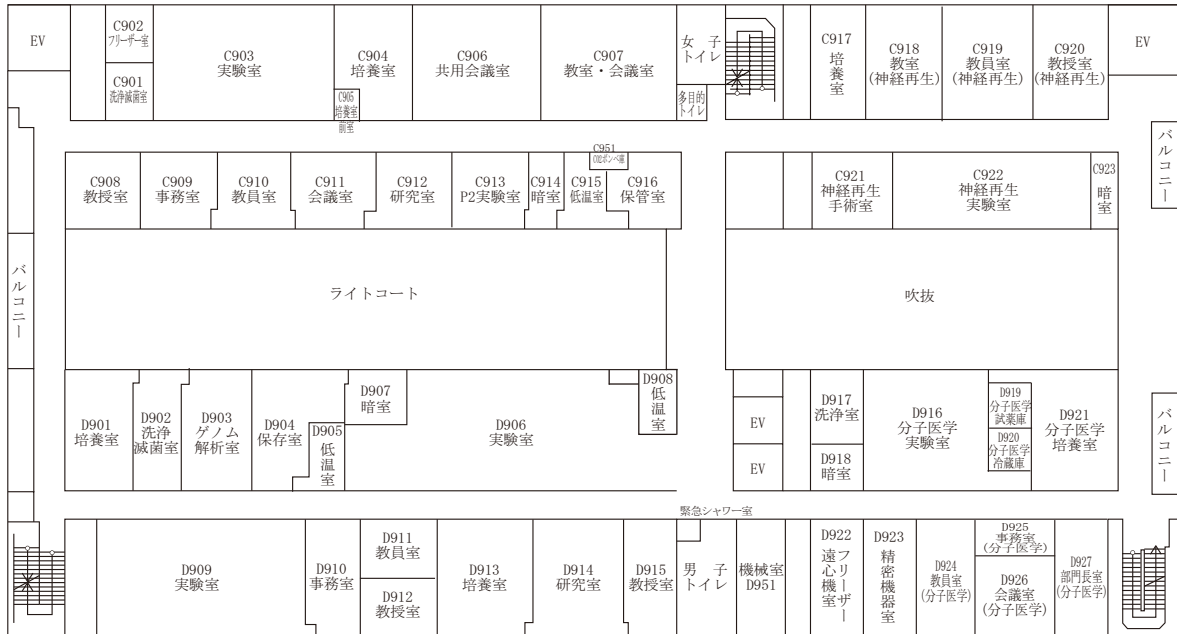 EV
C902
フリーザー室
C901
洗浄滅菌室
C903
実験室
C904
培養室
C905
培養室
前室
C906
共用会議室
C907
教室・会議室
女子
トイレ
多目的
トイレ
C917
培養室
C918
教室
(神経再生)
C919
教員室
(神経再生)
C920
教授室
(神経再生)
EV
バルコニー
C908
教授室
C909
事務室
C910
教員室
C911
会議室
C912
研究室
C913
P2実験室
C914
暗室
C915
低温室
C951
CO2ボンベ庫
C916
保管室
C921
神経再生
手術室
C922
神経再生
実験室
C923
暗室
バルコニー
ライトコート
吹抜
D901
培養室
D902
洗浄
滅菌室
D903
ゲノム
解析室
D904
保存室
D905
低温室
D907
暗室
D906
実験室
D908
低温室
EV
EV
D917
洗浄室
D918
暗室
D916
分子医学
実験室
D919
分子医学
試薬庫
D920
分子医学
冷蔵庫
D921
分子医学
培養室
バルコニー
緊急シャワー室
D909
実験室
D910
事務室
D911
教員室
D912
教授室
D913
培養室
D914
研究室
D915
教授室
男子
トイレ
機械室
D951
D922
フリーザー
遠心機室
D923
精密機器室
D924
教員室
(分子医学)
D925
事務室
(分子医学)
D926
会議室
(分子医学)
D927
部門長室
(分子医学)